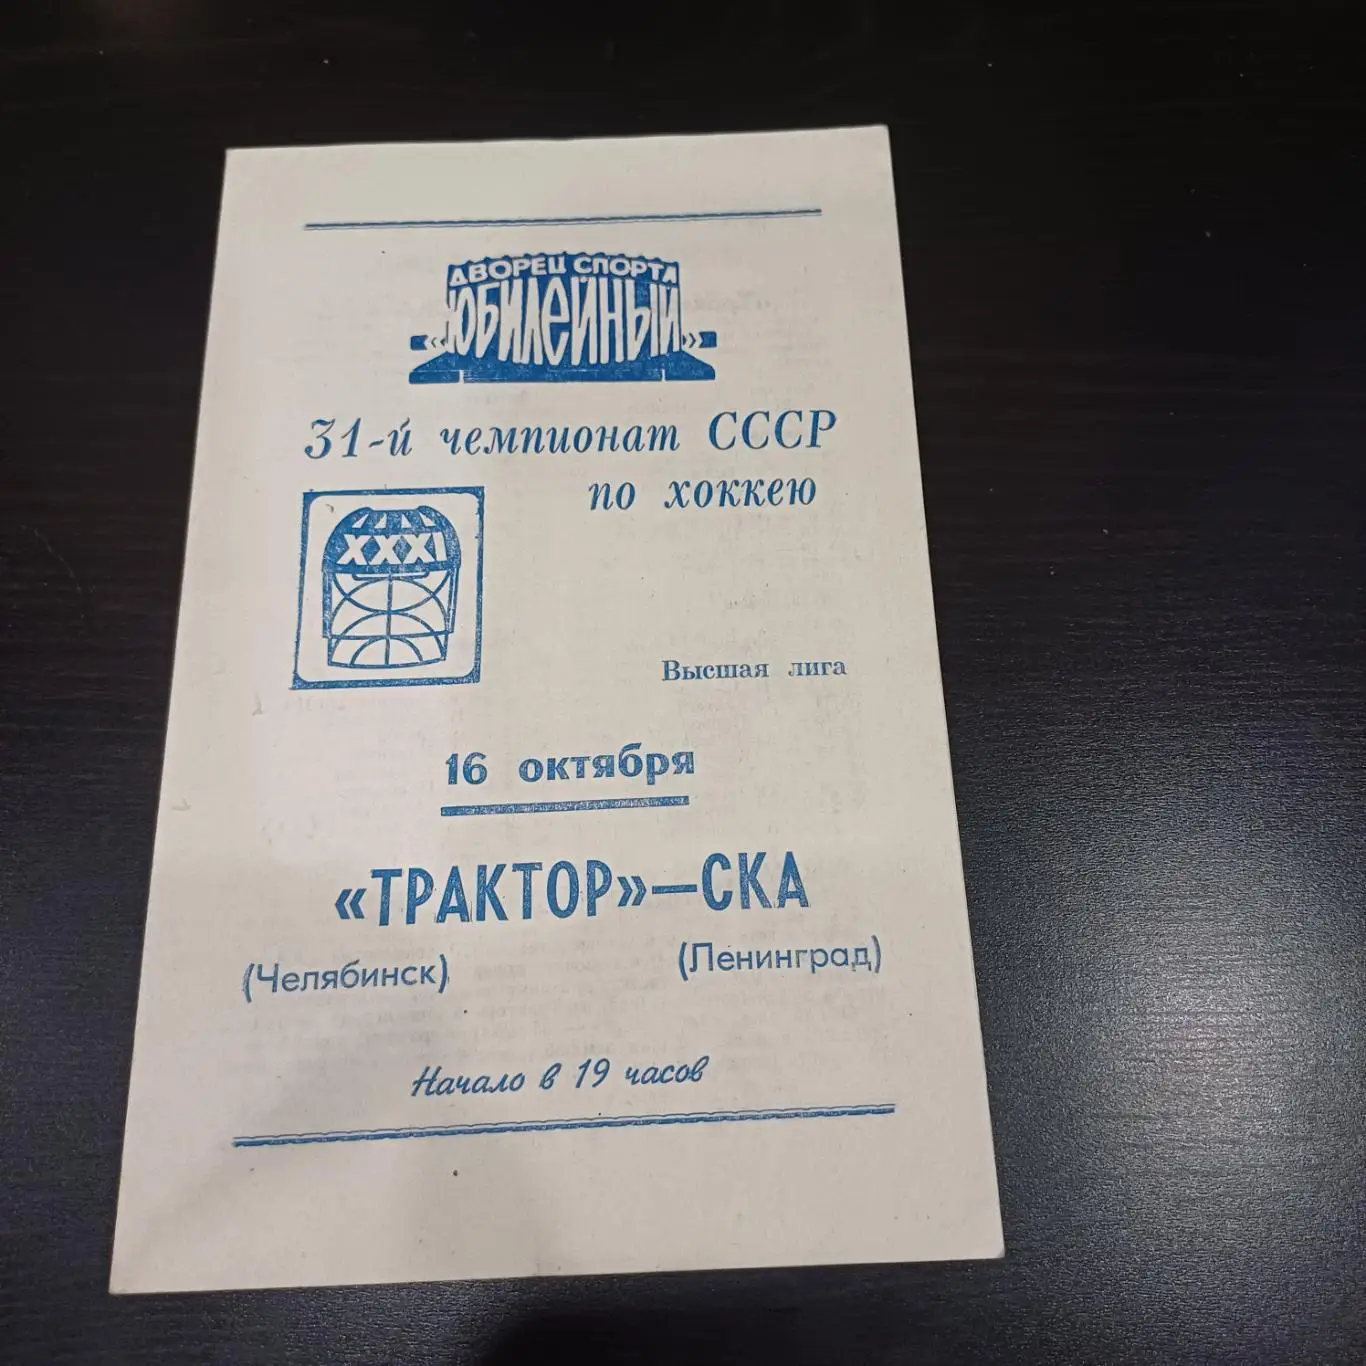 ДВОРЕЦ СПОРТА
«ЮБИЛЕЙНЫЙ»
31-й чемпионат СССР
по хоккею
XXXI
Высшая лига
16 октября
«ТРАКТОР»—СКА
(Челябинск) (Ленинград)
Начало в 19 часов